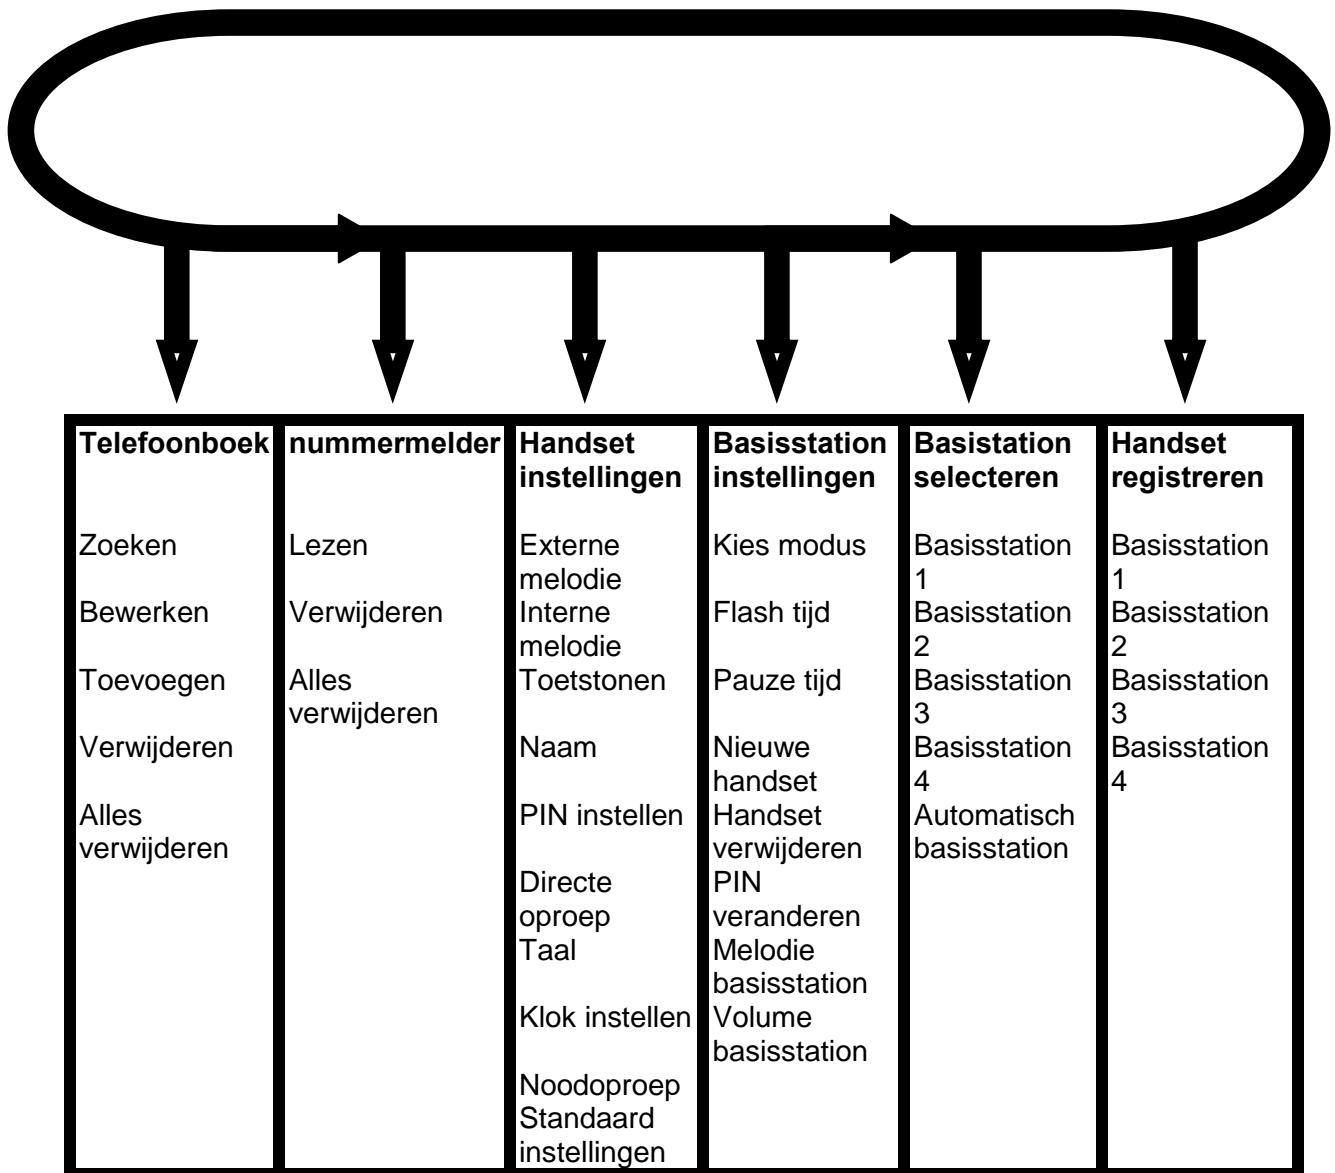 Telefoonboek
Zoeken
Bewerken
Toevoegen
Verwijderen
Alles
verwijderen
nummermelder
Lezen
Verwijderen
Alles
verwijderen
Handset
instellingen
Externe
melodie
Interne
melodie
Toetstonen
Naam
PIN instellen
Directe
oproep
Taal
Klok instellen
Noodoproep
Standaard
instellingen
Basisstation
instellingen
Kies modus
Flash tijd
Pauze tijd
Nieuwe
handset
Handset
verwijderen
PIN
veranderen
Melodie
basisstation
Volume
basisstation
Basistation
selecteren
Basisstation
1
Basisstation
2
Basisstation
3
Basisstation
4
Automatisch
basisstation
Handset
registreren
Basisstation
1
Basisstation
2
Basisstation
3
Basisstation
4